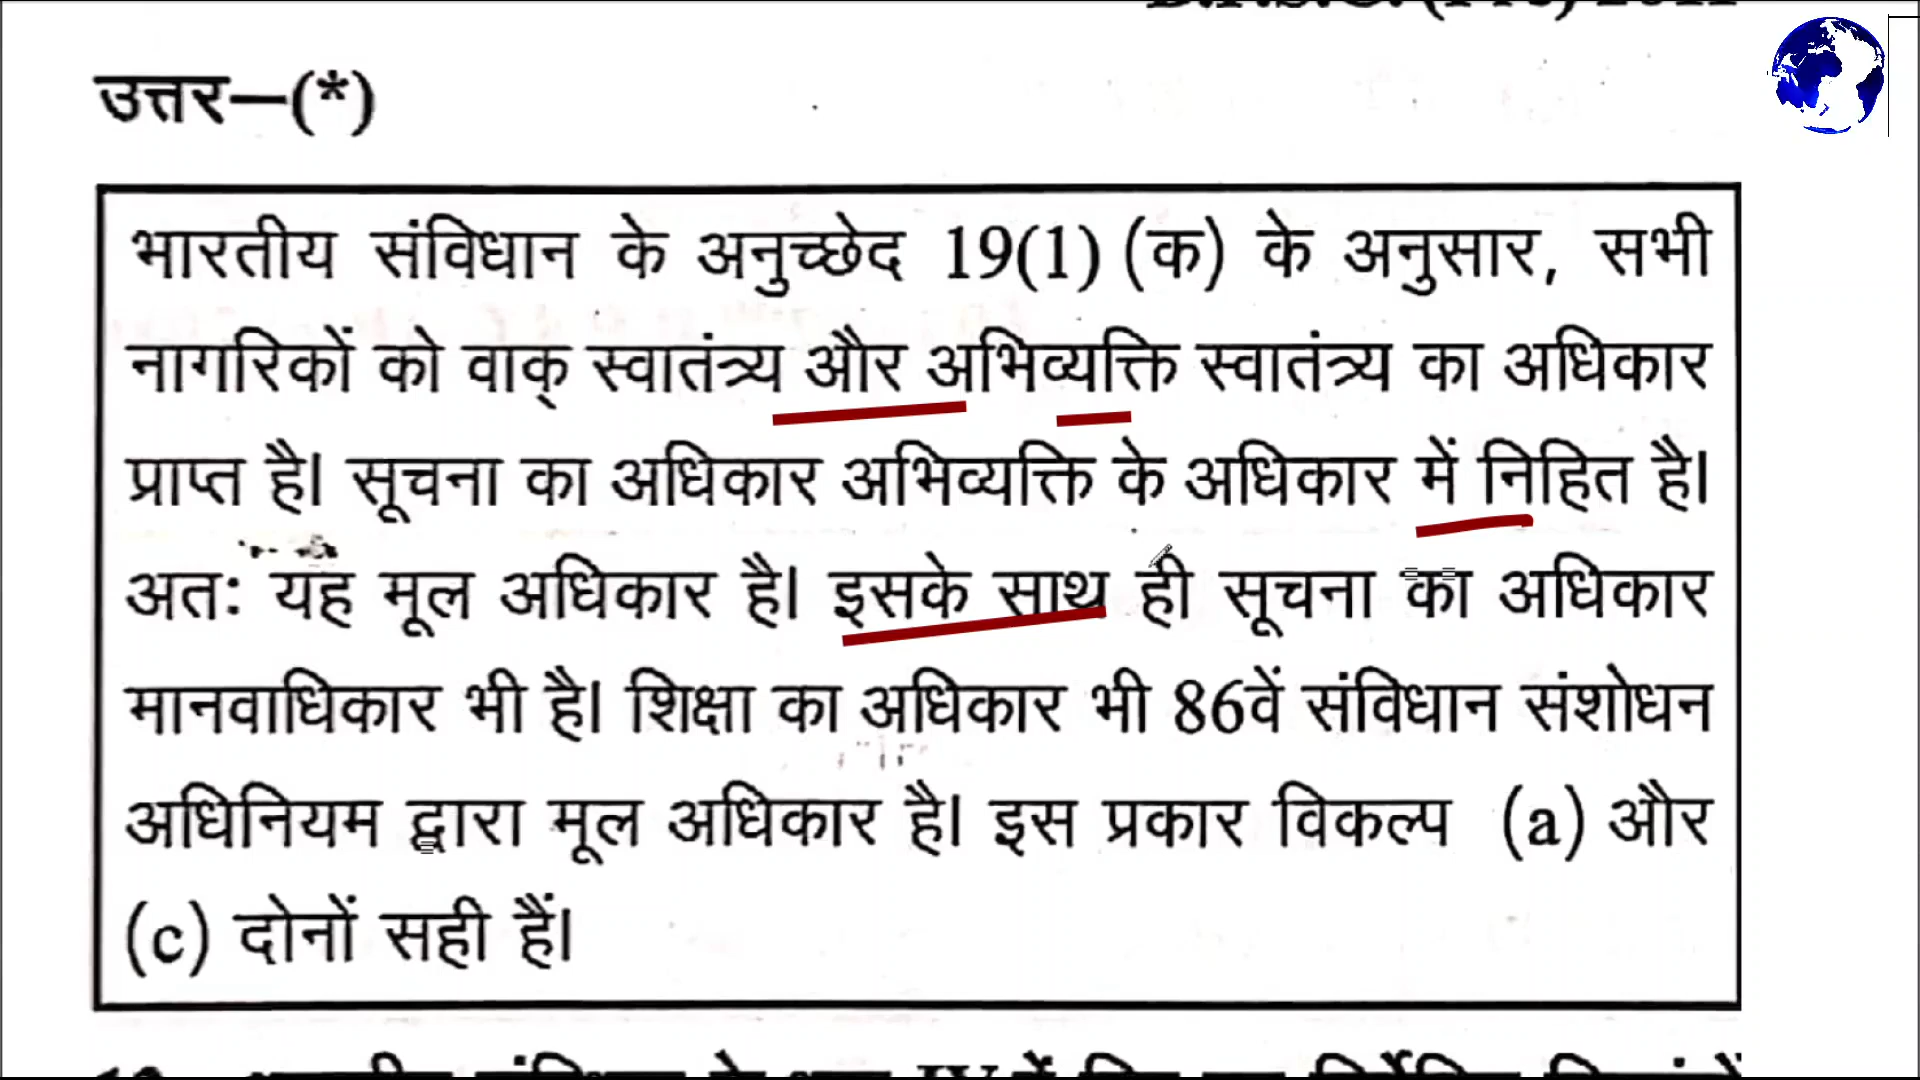 उत्तर–(*)
भारतीय संविधान के अनुच्छेद 19(1) (क) के अनुसार, सभी
नागरिकों को वाक् स्वातंत्र्य और अभिव्यक्ति स्वातंत्र्य का अधिकार
प्राप्त है। सूचना का अधिकार अभिव्यक्ति के अधिकार में निहित है।
अतः यह मूल अधिकार है। इसके साथ ही सूचना का अधिकार
मानवाधिकार भी है। शिक्षा का अधिकार भी 86वें संविधान संशोधन
अधिनियम द्वारा मूल अधिकार है। इस प्रकार विकल्प (a) और
(c) दोनों सही हैं।